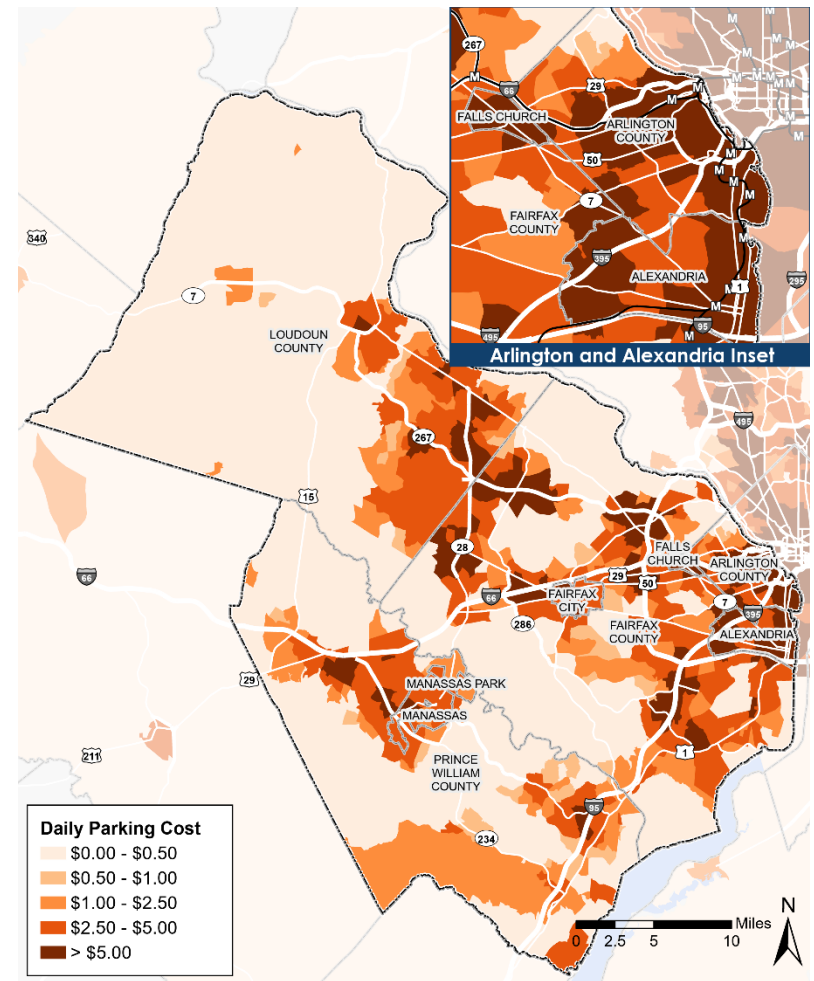 267
M
66
29
FALLS CHURCH
M
M
ARLINGTON
COUNTY
50
M
M
M
M
7
FAIRFAX
COUNTY
M
395
ALEXANDRIA
M
1
295
M
95
495
M
Arlington and Alexandria Inset
M
M
M
M
M
M
M
M
M
M
340
7
LOUDOUN
COUNTY
495
267
15
28
66
FALLS
CHURCH
ARLINGTON
COUNTY
29
50
66
FAIRFAX
CITY
7
395
286
FAIRFAX
COUNTY
ALEXANDRIA
29
MANASSAS PARK
MANASSAS
211
1
PRINCE
WILLIAM
COUNTY
95
234
Daily Parking Cost
$0.00 - $0.50
$0.50 - $1.00
$1.00 - $2.50
$2.50 - $5.00
> $5.00
N
Miles
0 2.5 5 10